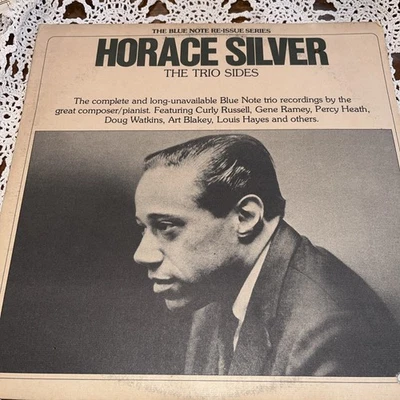 THE BLUE NOTE RE-ISSUE SERIES
HORACE SILVER
THE TRIO SIDES
The complete and long-unavailable Blue Note trio recordings by the
great composer/pianist. Featuring Curly Russell, Gene Ramey, Percy Heath,
Doug Watkins, Art Blakey, Louis Hayes and others.